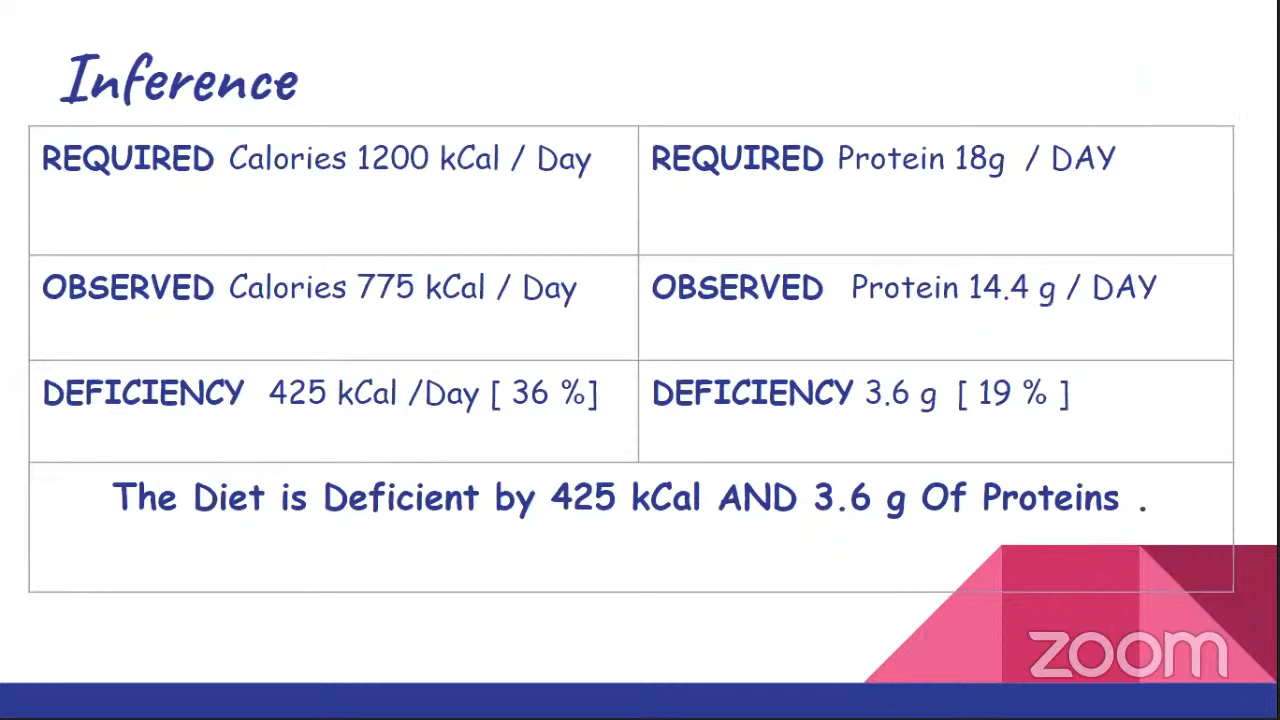 Inference
REQUIRED Calories 1200 kCal / Day
REQUIRED Protein 18g / DAY
OBSERVED Calories 775 kCal / Day
OBSERVED Protein 14.4 g / DAY
DEFICIENCY 425 kCal /Day [ 36 %]
DEFICIENCY 3.6 g [ 19 % ]
The Diet is Deficient by 425 kCal AND 3.6 g Of Proteins .
zoom